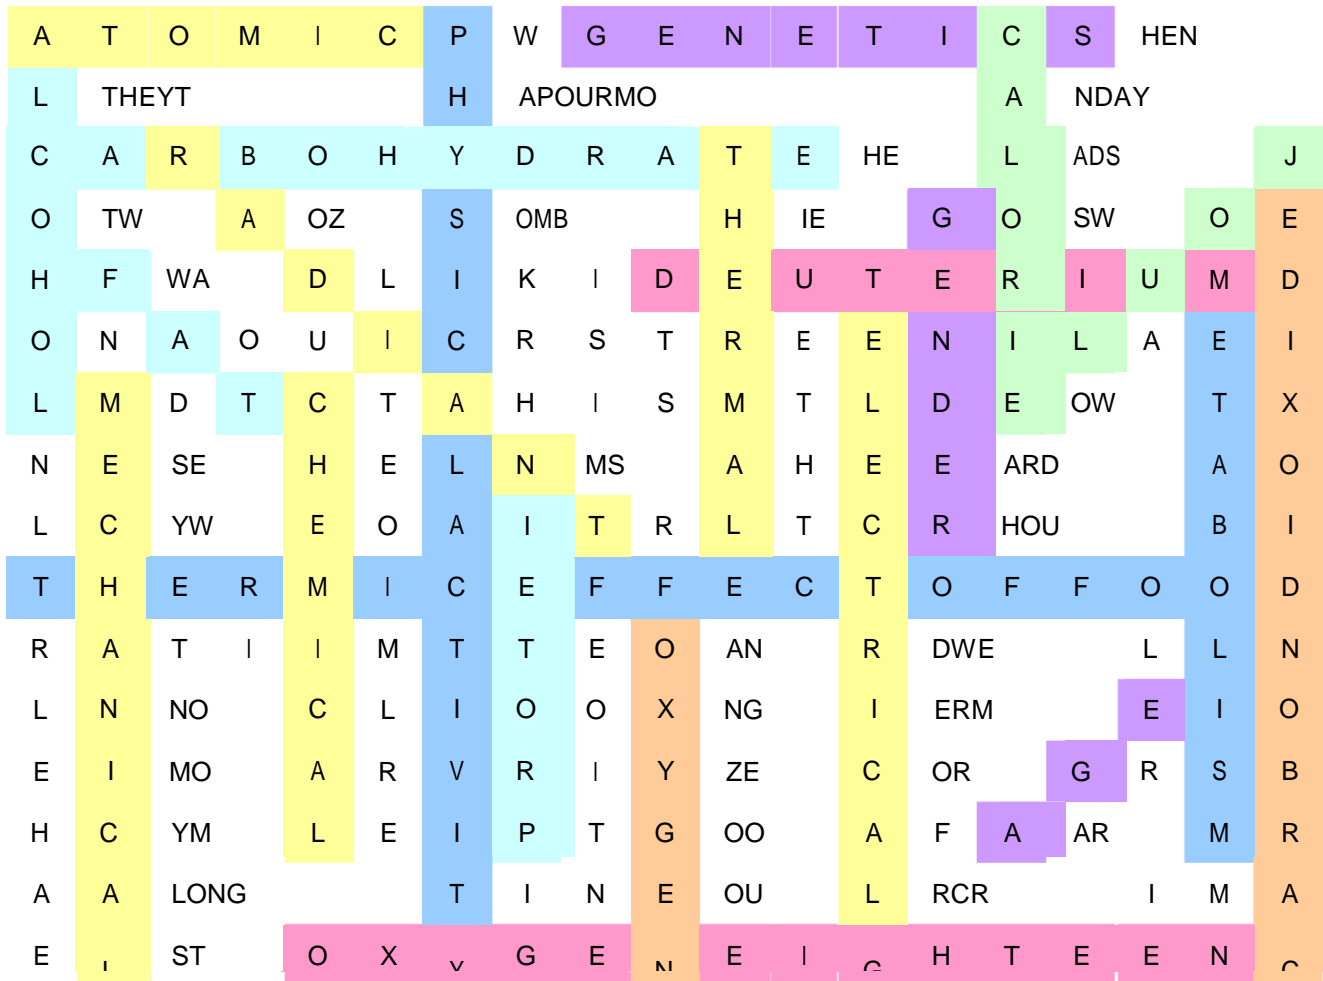 A T O M I C P W G E N E T I C S HEN
L THEYT H APOURMO A NDAY
C A R B O H Y D R A T E HE L ADS J
O TW A OZ S OMB H IE G O SW O E
H F WA D L I K I D E U T E R I U M D
O N A O U I C R S T R E E N I L A E I
L M D T C T A H I S M T L D E OW T X
N E SE H E L N MS A H E E ARD A O
L C YW E O A I T R L T C R HOU B I
T H E R M I C E F F E C T O F F O O D
R A T I I M T T E O AN R DWE L L N
L N NO C L I O O X NG I ERM E I O
E I MO A R V R I Y ZE C OR G R S B
H C YM L E I P T G OO A F A AR M R
A A LONG T I N E OU L RCR I M A
E L ST O X Y G E N E I G H T E E N C